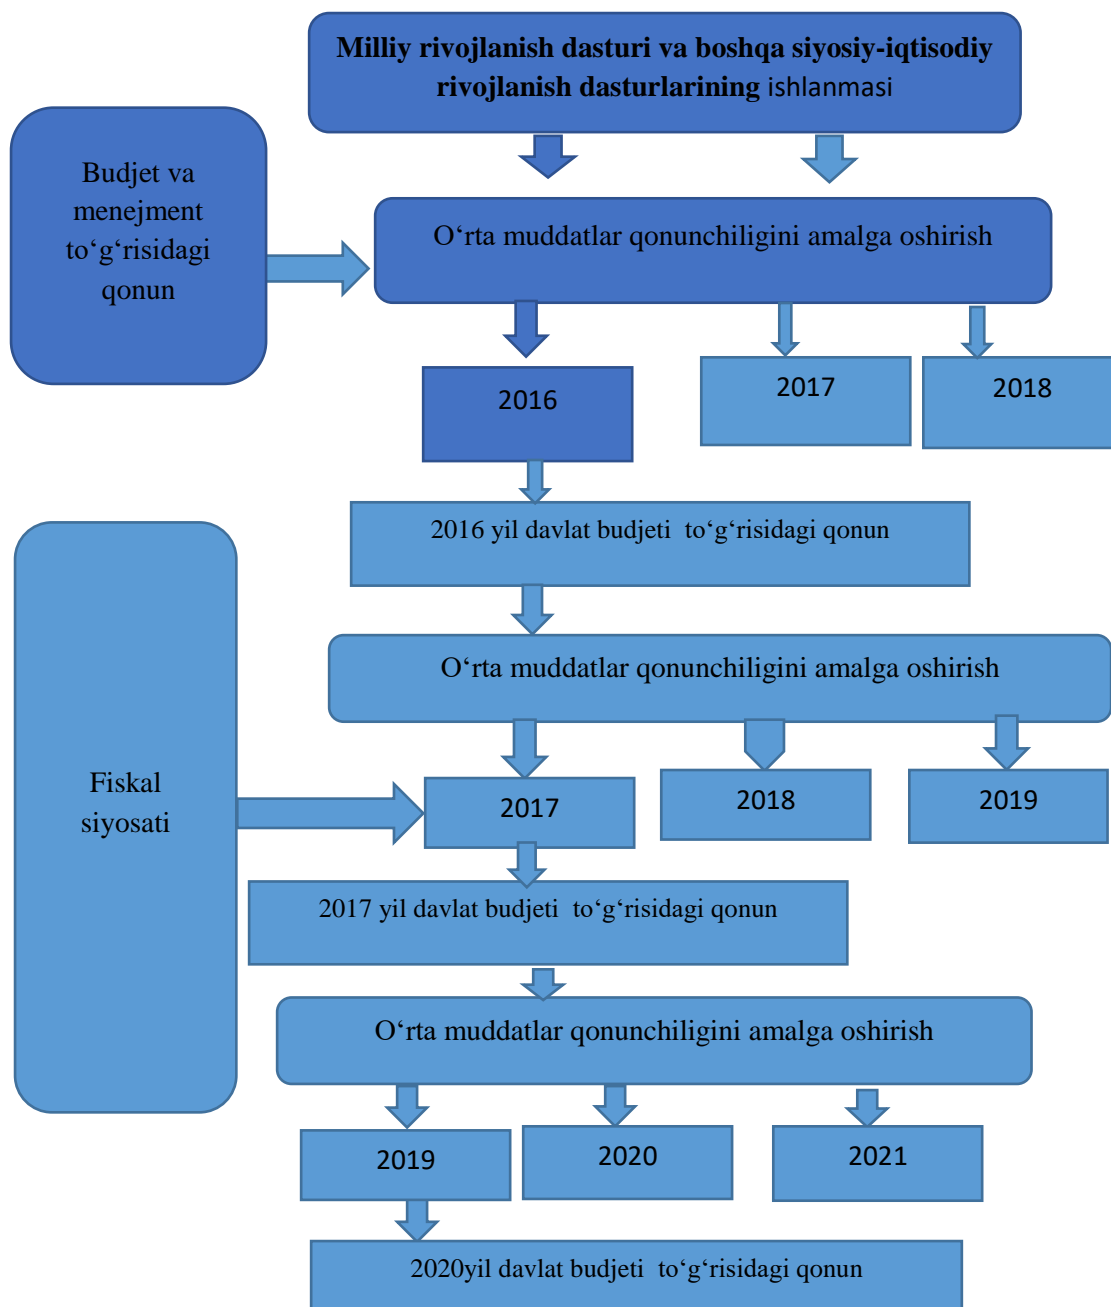 Milliy rivojlanish dasturi va boshqa siyosiy-iqtisodiy
rivojlanish dasturlarining ishlanmasi
Budjet va
menejment
to‘g‘risidagi
qonun
O‘rta muddatlar qonunchiligini amalga oshirish
2016
2017
2018
2016 yil davlat budjeti  to‘g‘risidagi qonun
O‘rta muddatlar qonunchiligini amalga oshirish
Fiskal
siyosati
2017
2018
2019
2017 yil davlat budjeti  to‘g‘risidagi qonun
O‘rta muddatlar qonunchiligini amalga oshirish
2019
2020
2021
2020yil davlat budjeti  to‘g‘risidagi qonun